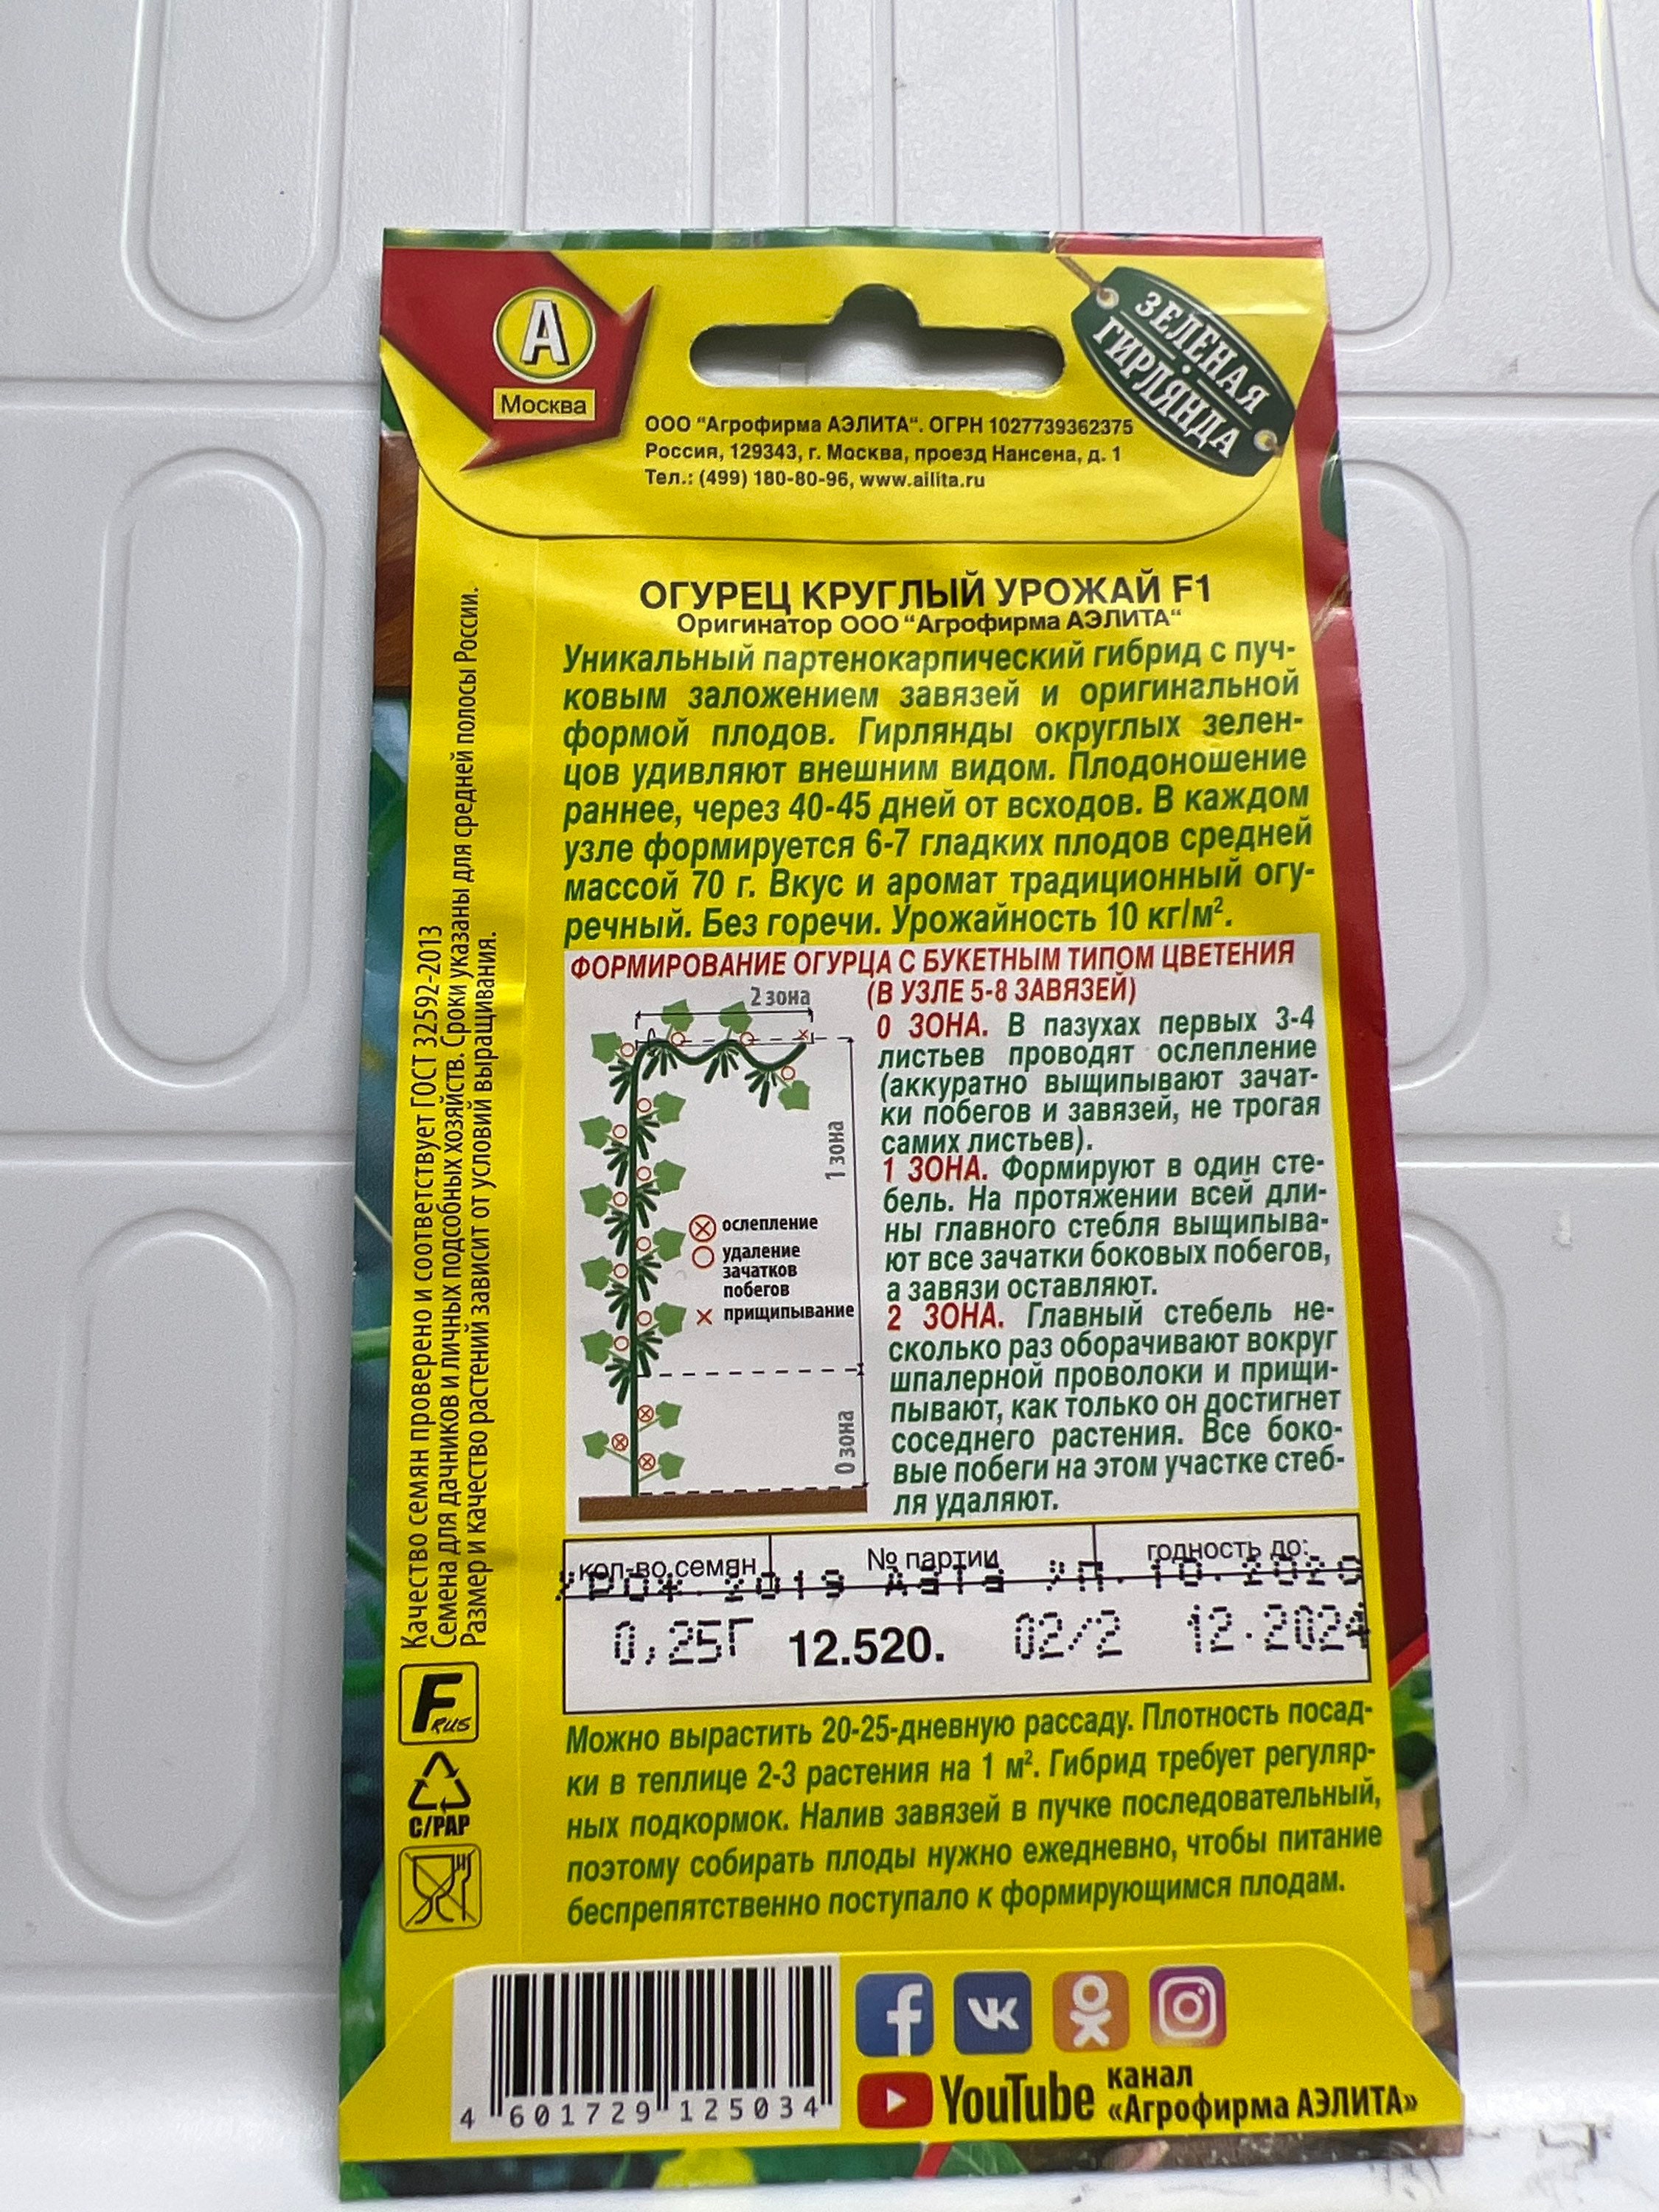 А
Москва
ЗЕЛЕНАЯ
ГИРЛЯНДА
ООО "Агрофирма АЭЛИТА". ОГРН 1027739362375
Россия, 129343, г. Москва, проезд Нансена, д. 1
Тел.: (499) 180-80-96, www.ailita.ru
ОГУРЕЦ КРУГЛЫЙ УРОЖАЙ F1
Оригинатор ООО "Агрофирма АЭЛИТА"
Уникальный партенокарпический гибрид с пуч-
ковым заложением завязей и оригинальной
формой плодов. Гирлянды округлых зелен-
цов удивляют внешним видом. Плодоношение
раннее, через 40-45 дней от всходов. В каждом
узле формируется 6-7 гладких плодов средней
массой 70 г. Вкус и аромат традиционный огу-
речный. Без горечи. Урожайность 10 кг/м².
ФОРМИРОВАНИЕ ОГУРЦА С БУКЕТНЫМ ТИПОМ ЦВЕТЕНИЯ
(В УЗЛЕ 5-8 ЗАВЯЗЕЙ)
2 зона
1 зона
0 зона
ослепление
удаление
зачатков
побегов
прищипывание
0 ЗОНА. В пазухах первых 3-4
листьев проводят ослепление
(аккуратно выщипывают зачат-
ки побегов и завязей, не трогая
самих листьев).
1 ЗОНА. Формируют в один сте-
бель. На протяжении всей дли-
ны главного стебля выщипыва-
ют все зачатки боковых побегов,
а завязи оставляют.
2 ЗОНА. Главный стебель не-
сколько раз оборачивают вокруг
шпалерной проволоки и прищи-
пывают, как только он достигнет
соседнего растения. Все боко-
вые побеги на этом участке стеб-
ля удаляют.
кол-во семян № партии годность до:
УРОЖ. 2019 Аэта УП. 10.2020
0,25Г 12.520. 02/2 12.2024
Можно вырастить 20-25-дневную рассаду. Плотность посад-
ки в теплице 2-3 растения на 1 м². Гибрид требует регуляр-
ных подкормок. Налив завязей в пучке последовательный,
поэтому собирать плоды нужно ежедневно, чтобы питание
беспрепятственно поступало к формирующимся плодам.
Качество семян проверено и соответствует ГОСТ 32592-2013
Семена для дачников и личных подсобных хозяйств. Сроки указаны для средней полосы России.
Размер и качество растений зависит от условий выращивания.
F RUS
C/PAP
4 601729 125034
YouTube канал
«Агрофирма АЭЛИТА»